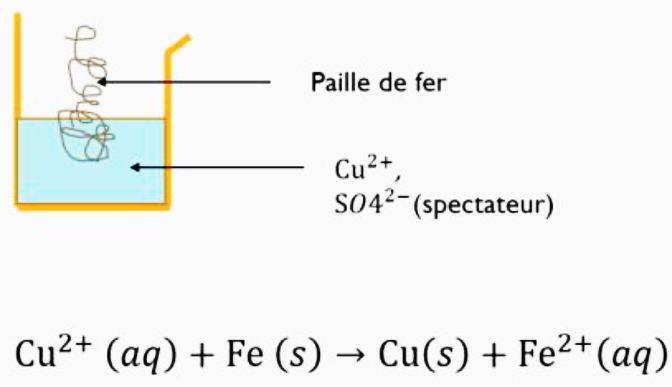 Paille de fer
Cu²⁺,
SO4²⁻(spectateur)
Cu²⁺ (aq) + Fe (s) → Cu(s) + Fe²⁺(aq)